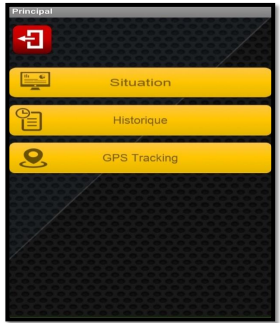 Principal
Situation
Historique
GPS Tracking